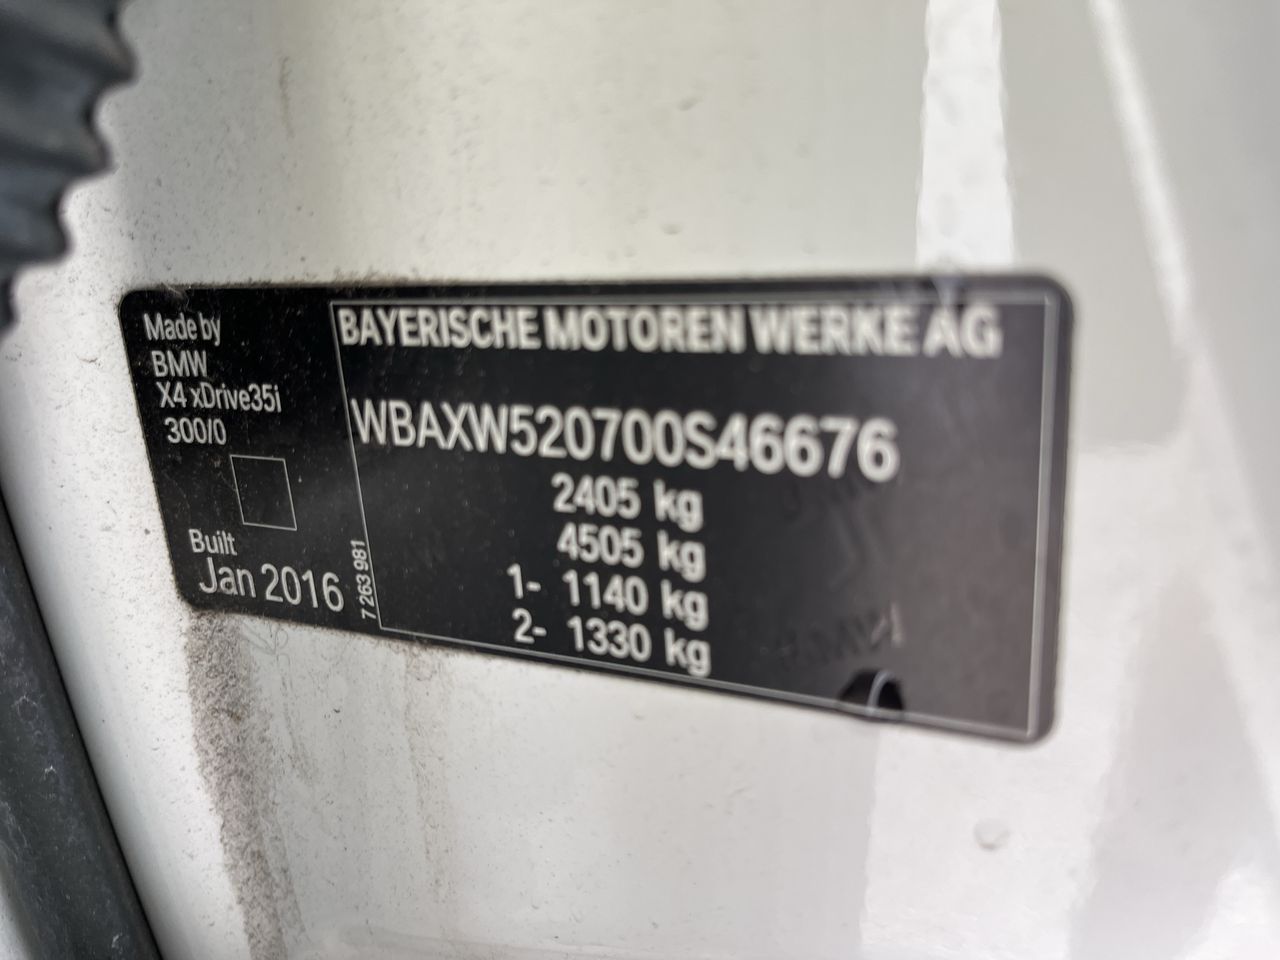 Made by
BMW
X4 xDrive35i
300/0
Built
Jan 2016
7 263 981
BAYERISCHE MOTOREN WERKE AG
WBAXW520700S46676
2405 kg
4505 kg
1- 1140 kg
2- 1330 kg